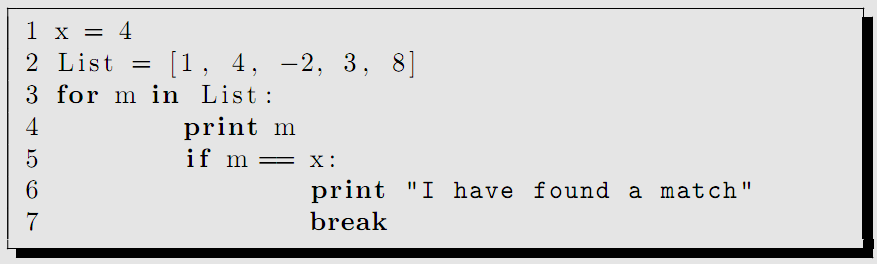 1 x = 4
2 List = [1, 4, −2, 3, 8]
3 for m in List:
4 print m
5 if m == x:
6 print "I have found a match"
7 break